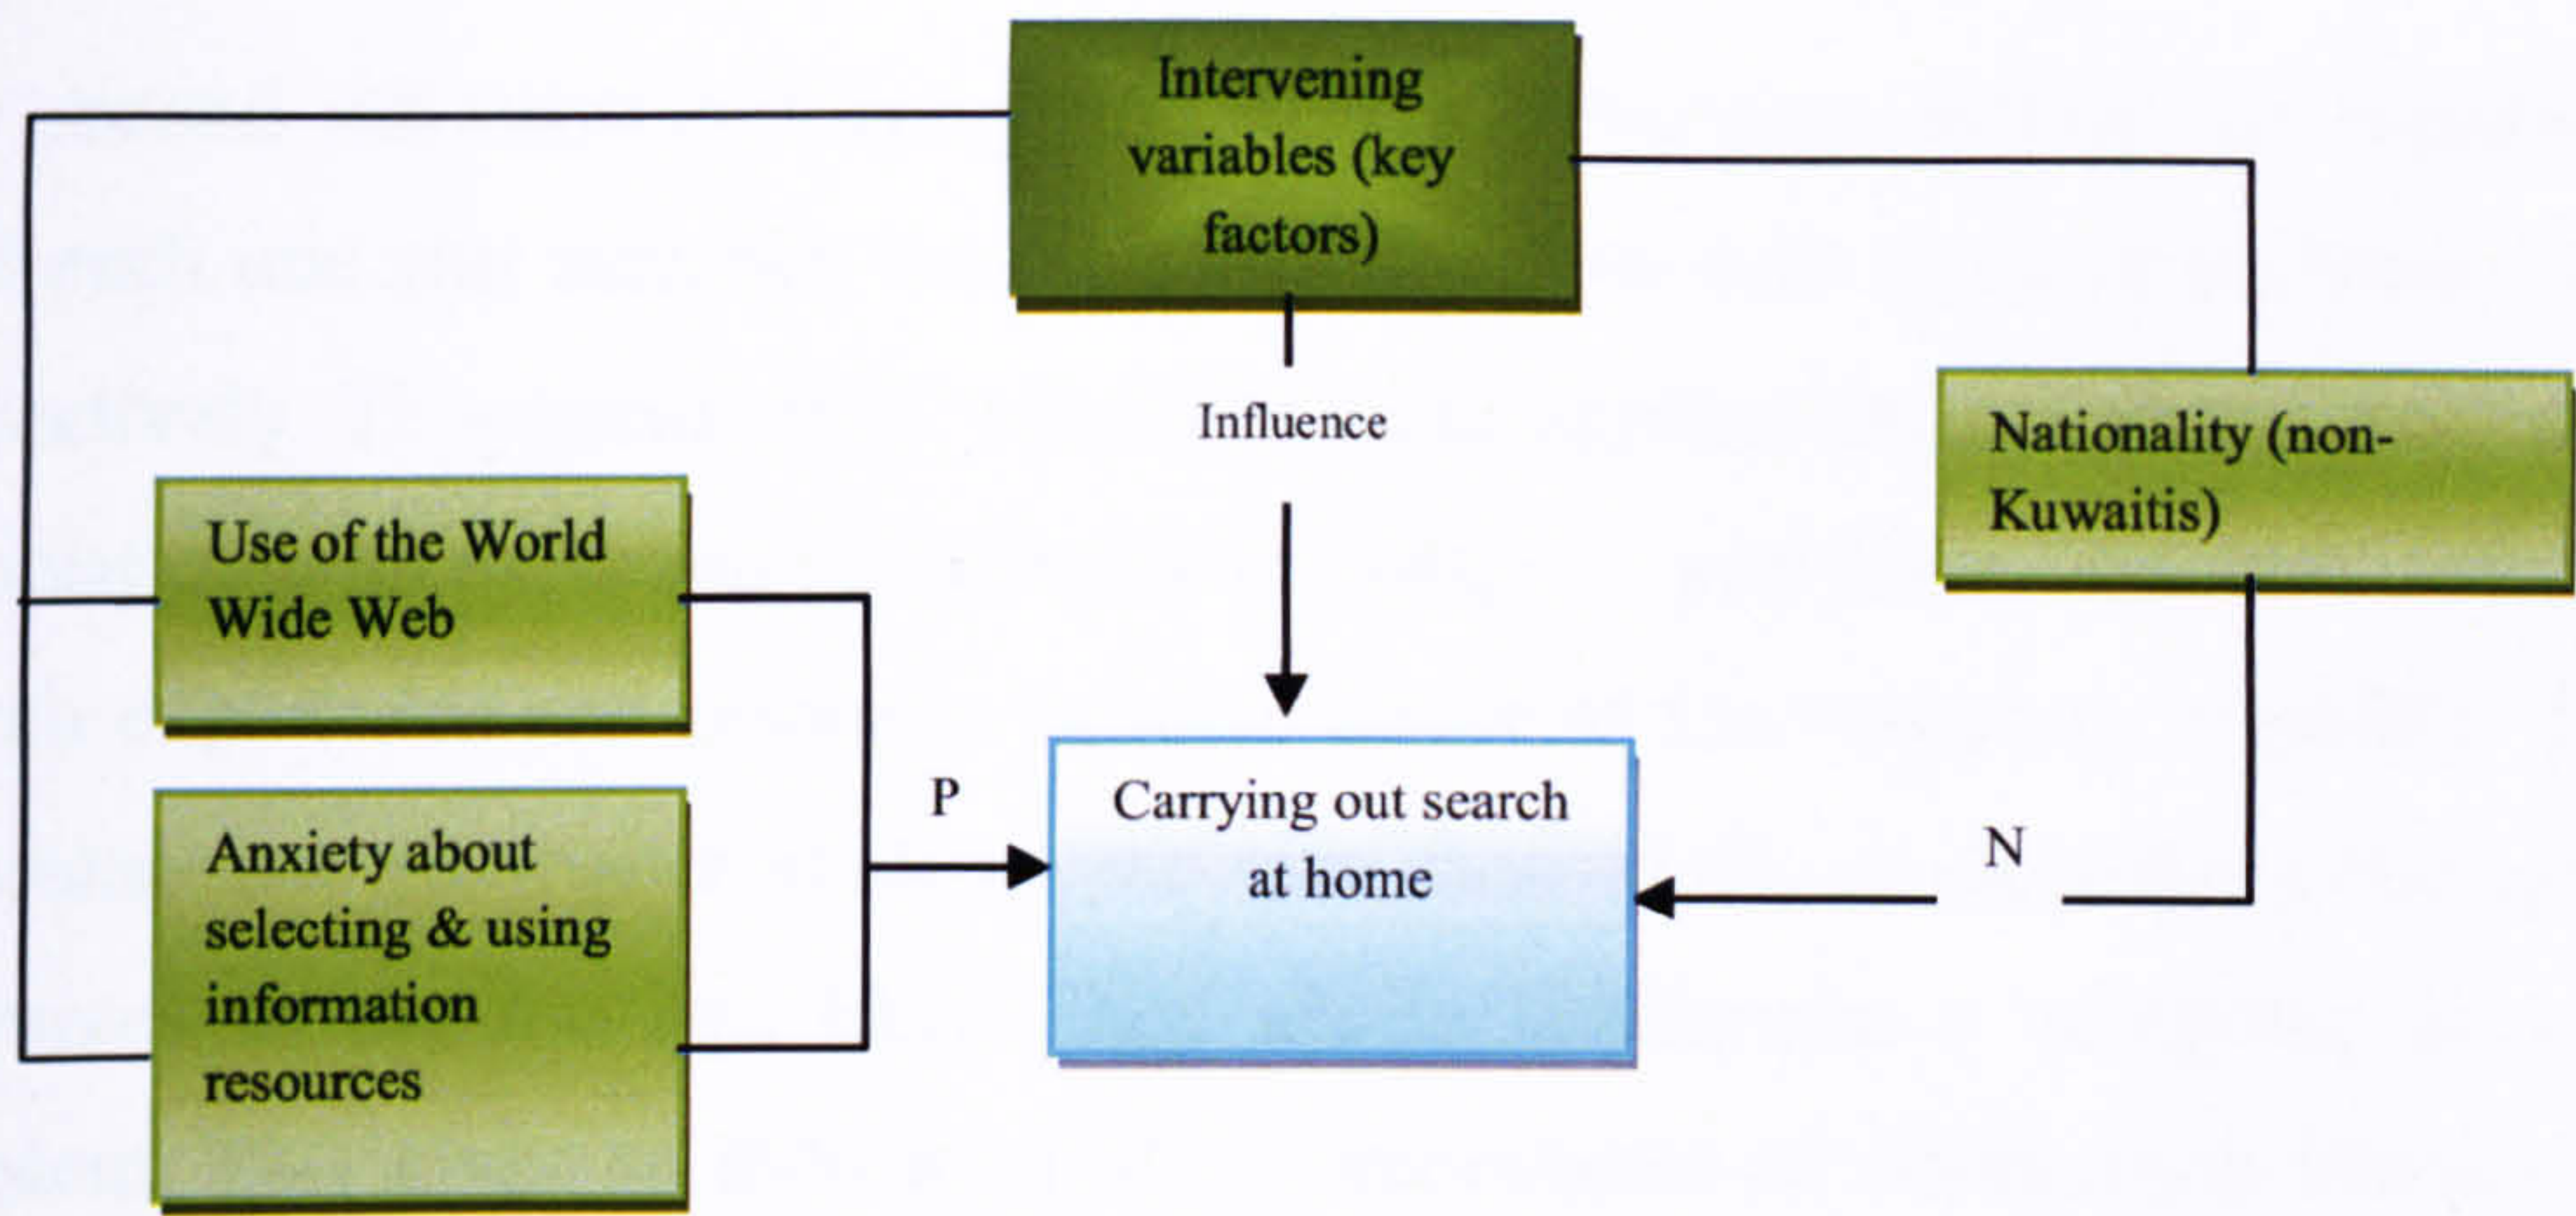 Intervening
variables (key
factors)
Influence
Nationality (non-
Kuwaitis)
Use of the World
Wide Web
P
Carrying out search
at home
N
Anxiety about
selecting & using
information
resources